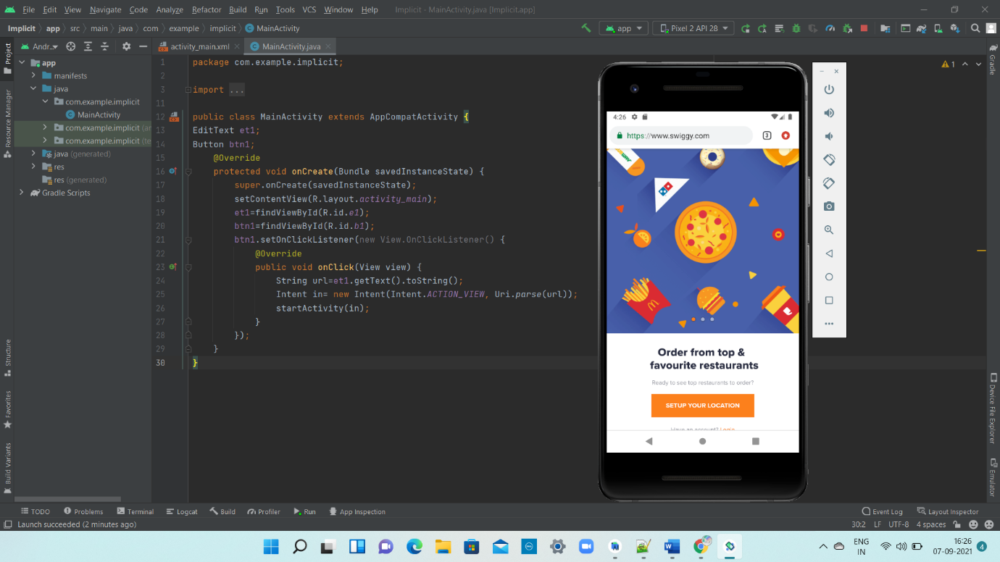 File Edit View Navigate Code Analyze Refactor Build Run Tools VCS Window Help Implicit - MainActivity.java [Implicit.app]
Implicit app src main java com example implicit MainActivity app Pixel 2 API 28
Andr... activity_main.xml MainActivity.java
Project
Resource Manager
Structure
Favorites
Build Variants
app
manifests
java
com.example.implicit
MainActivity
com.example.implicit (ar
com.example.implicit (te
java (generated)
res
res (generated)
Gradle Scripts
1 package com.example.implicit;
2
3 import ...
11
12 public class MainActivity extends AppCompatActivity {
13 EditText et1;
14 Button btn1;
15 @Override
16 protected void onCreate(Bundle savedInstanceState) {
17 super.onCreate(savedInstanceState);
18 setContentView(R.layout.activity_main);
19 et1=findViewById(R.id.e1);
20 btn1=findViewById(R.id.b1);
21 btn1.setOnClickListener(new View.OnClickListener() {
22 @Override
23 public void onClick(View view) {
24 String url=et1.getText().toString();
25 Intent in= new Intent(Intent.ACTION_VIEW, Uri.parse(url));
26 startActivity(in);
27 }
28 });
29 }
30 }
1
4:26
https://www.swiggy.com 3
Order from top &
favourite restaurants
Ready to see top restaurants to order?
SETUP YOUR LOCATION
Have an account? Login
Gradle
Device File Explorer
Emulator
TODO Problems Terminal Logcat Build Profiler Run App Inspection Event Log Layout Inspector
Launch succeeded (2 minutes ago) 30:2 LF UTF-8 4 spaces
ENG
IN
16:26
07-09-2021
4